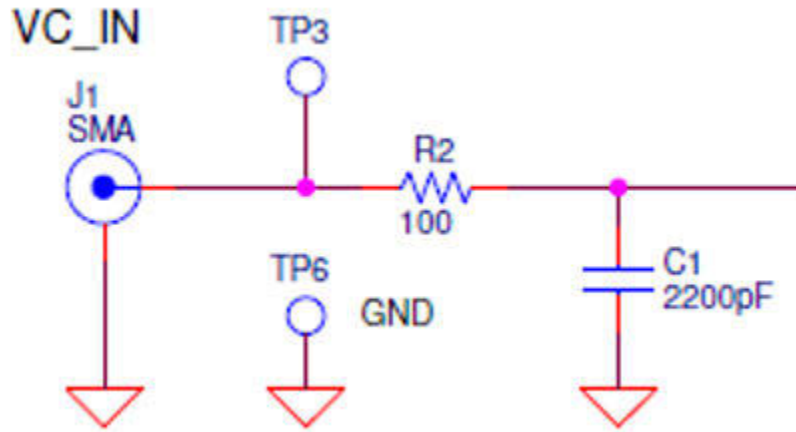 VC_IN
TP3
J1
SMA
R2
100
TP6
GND
C1
2200pF